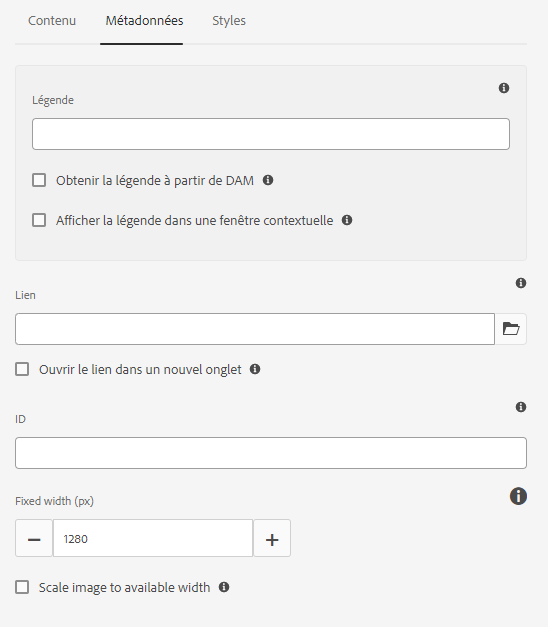 Contenu Métadonnées Styles
Légende
Obtenir la légende à partir de DAM
Afficher la légende dans une fenêtre contextuelle
Lien
Ouvrir le lien dans un nouvel onglet
ID
Fixed width (px)
1280
Scale image to available width